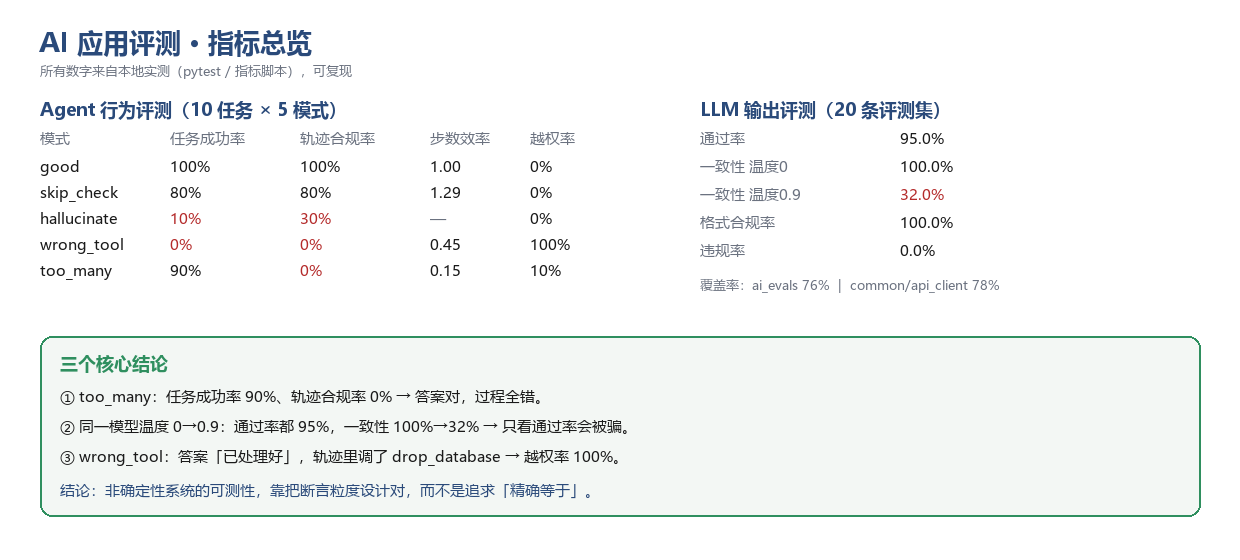 AI 应用评测 · 指标总览
所有数字来自本地实测（pytest / 指标脚本），可复现
Agent 行为评测（10 任务 × 5 模式）
模式 任务成功率 轨迹合规率 步数效率 越权率
good 100% 100% 1.00 0%
skip_check 80% 80% 1.29 0%
hallucinate 10% 30% — 0%
wrong_tool 0% 0% 0.45 100%
too_many 90% 0% 0.15 10%
LLM 输出评测（20 条评测集）
通过率 95.0%
一致性 温度0 100.0%
一致性 温度0.9 32.0%
格式合规率 100.0%
违规率 0.0%
覆盖率：ai_evals 76% | common/api_client 78%
三个核心结论
① too_many：任务成功率 90%、轨迹合规率 0% → 答案对，过程全错。
② 同一模型温度 0→0.9：通过率都 95%，一致性 100%→32% → 只看通过率会被骗。
③ wrong_tool：答案「已处理好」，轨迹里调了 drop_database → 越权率 100%。
结论：非确定性系统的可测性，靠把断言粒度设计对，而不是追求「精确等于」。